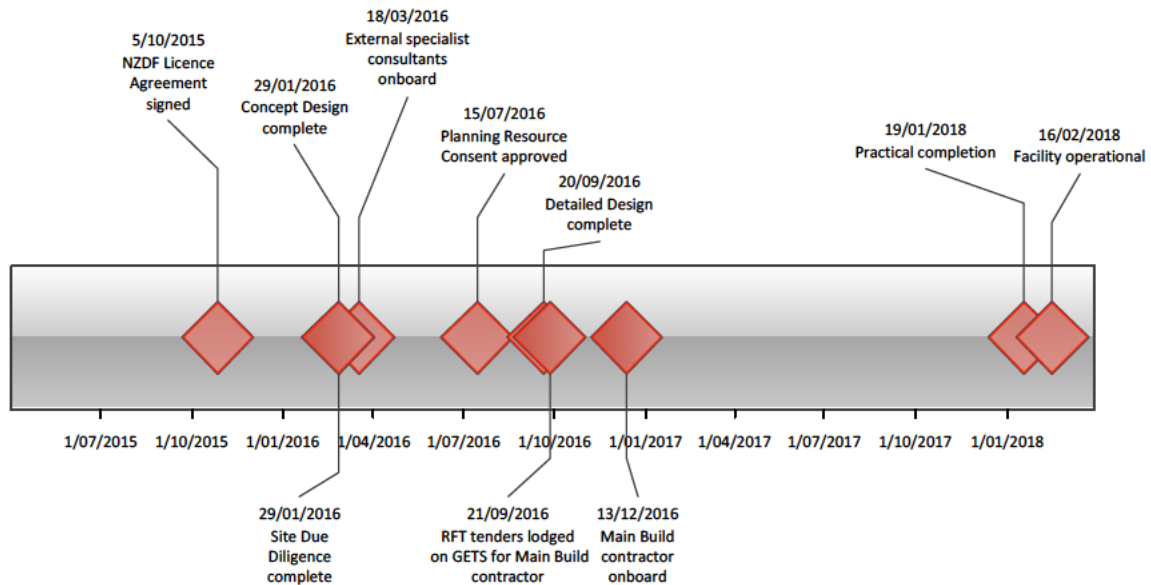 5/10/2015
NZDF Licence
Agreement
signed
29/01/2016
Concept Design
complete
18/03/2016
External specialist
consultants
onboard
15/07/2016
Planning Resource
Consent approved
20/09/2016
Detailed Design
complete
19/01/2018
Practical completion
16/02/2018
Facility operational
1/07/2015
1/10/2015
1/01/2016
1/04/2016
1/07/2016
1/10/2016
1/01/2017
1/04/2017
1/07/2017
1/10/2017
1/01/2018
29/01/2016
Site Due
Diligence
complete
21/09/2016
RFT tenders lodged
on GETS for Main Build
contractor
13/12/2016
Main Build
contractor
onboard